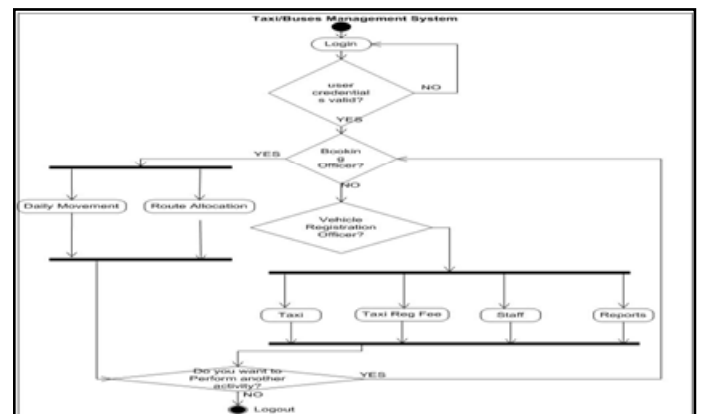 Taxi/Buses Management System
Login
user
credential
s valid?
NO
YES
YES
Bookin
g
Officer?
NO
Daily Movement
Route Allocation
Vehicle
Registration
Officer?
Taxi
Taxi Reg Fee
Staff
Reports
Do you want to
Perform another
activity?
YES
NO
Logout